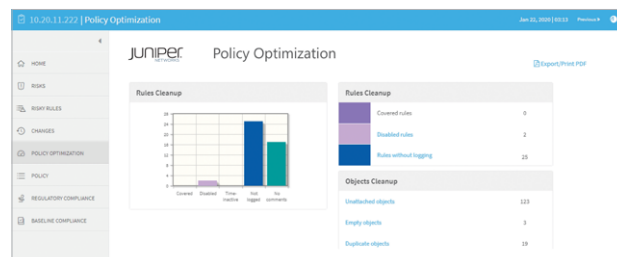 10.20.11.222 | Policy Optimization
Jan 22, 2020 | 03:13
Previous
JUNIPER
NETWORKS
Policy Optimization
Export/Print PDF
HOME
RISKS
RISKY RULES
CHANGES
POLICY OPTIMIZATION
POLICY
REGULATORY COMPLIANCE
BASELINE COMPLIANCE
Rules Cleanup
28
24
20
16
12
8
4
0
Covered
Disabled
Time-
inactive
Not
logged
No
comments
Rules Cleanup
Covered rules 0
Disabled rules 2
Rules without logging 25
Objects Cleanup
Unattached objects 123
Empty objects 3
Duplicate objects 19